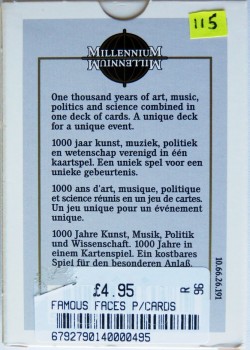 115
MILLENNIUM
MILLENNIUM
One thousand years of art, music,
politics and science combined in
one deck of cards. A unique deck
for a unique event.
1000 jaar kunst, muziek, politiek
en wetenschap verenigd in één
kaartspel. Een uniek spel voor een
unieke gebeurtenis.
1000 ans d'art, musique, politique
et science réunis en un jeu de cartes.
Un jeu unique pour un événement
unique.
1000 Jahre Kunst, Musik, Politik
und Wissenschaft. 1000 Jahre in
einem Kartenspiel. Ein kostbares
Spiel für den besonderen Anlaß.
10.66.26.191
£4.95
R
96
FAMOUS FACES P/CARDS
6792790140000495